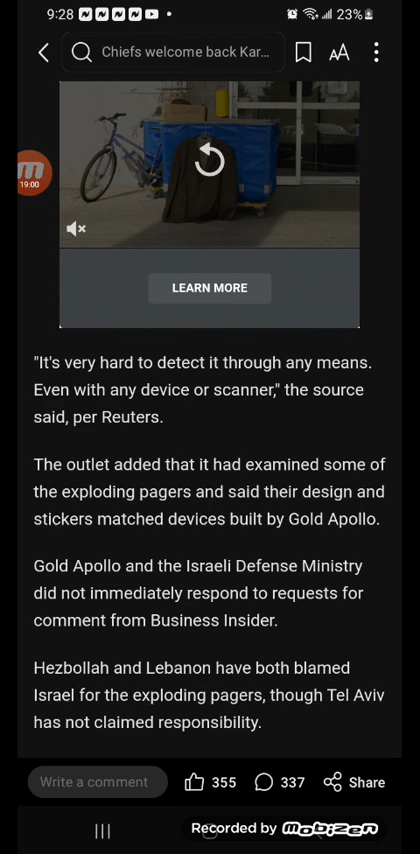 9:28
23%
Chiefs welcome back Kar...
AA
19:00
LEARN MORE
"It's very hard to detect it through any means.
Even with any device or scanner," the source
said, per Reuters.
The outlet added that it had examined some of
the exploding pagers and said their design and
stickers matched devices built by Gold Apollo.
Gold Apollo and the Israeli Defense Ministry
did not immediately respond to requests for
comment from Business Insider.
Hezbollah and Lebanon have both blamed
Israel for the exploding pagers, though Tel Aviv
has not claimed responsibility.
Write a comment 355 337 Share
Recorded by mobizen